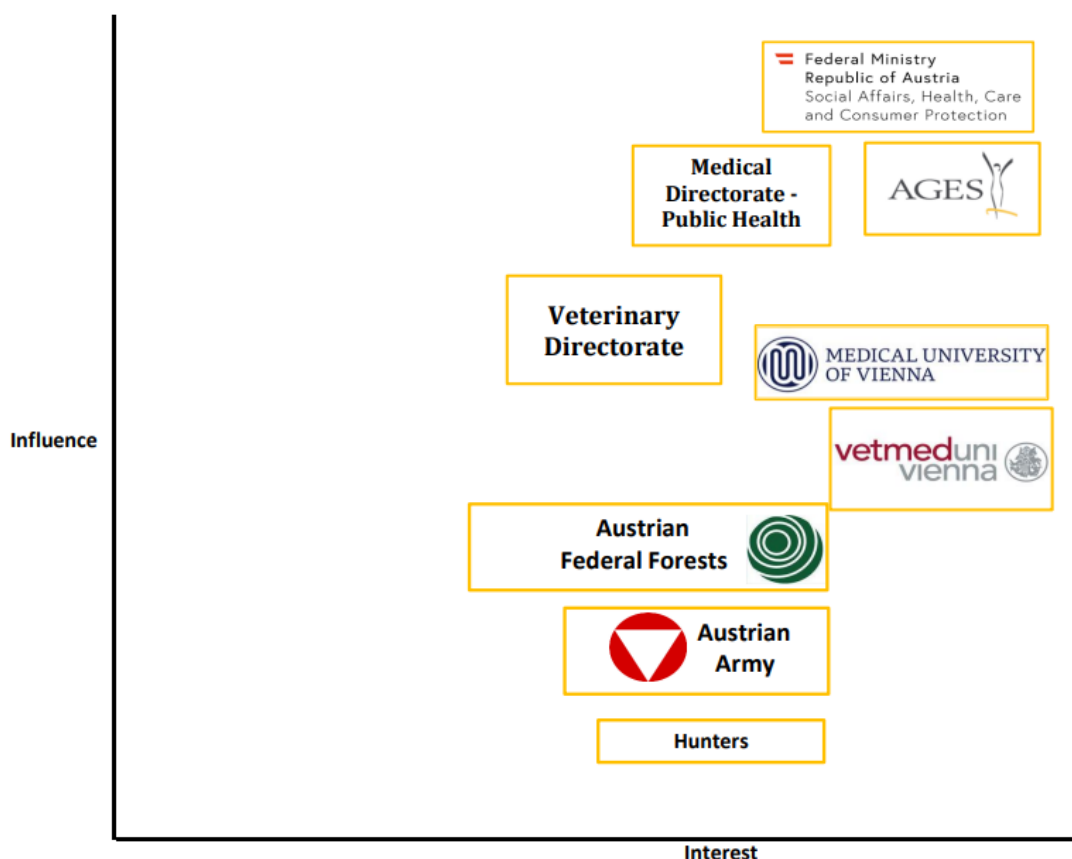 Federal Ministry
Republic of Austria
Social Affairs, Health, Care
and Consumer Protection
Medical
Directorate -
Public Health
AGES
Veterinary
Directorate
MEDICAL UNIVERSITY
OF VIENNA
Influence
vetmeduni
vienna
Austrian
Federal Forests
Austrian
Army
Hunters
Interest